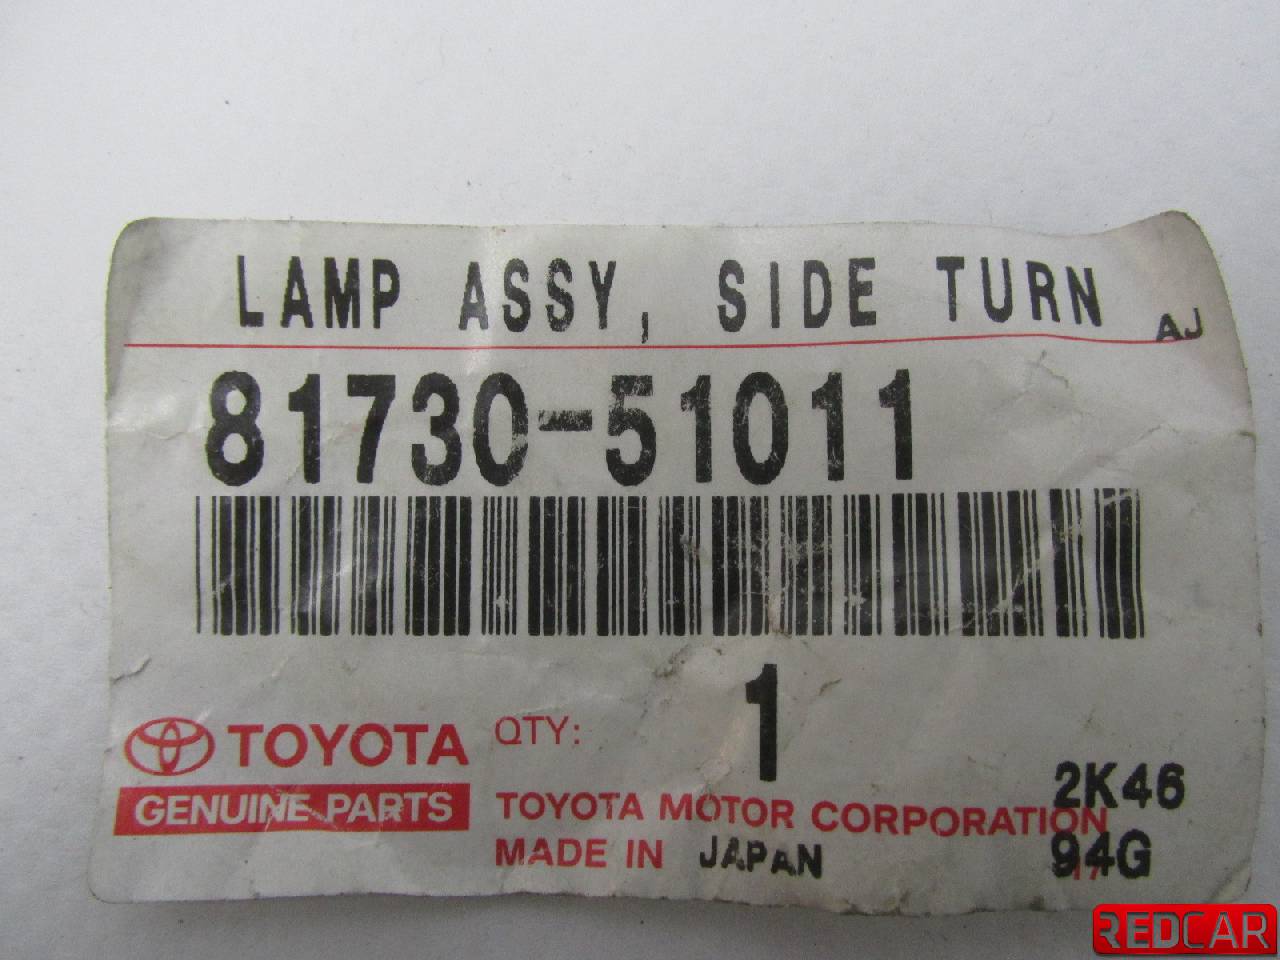 LAMP ASSY, SIDE TURN
AJ
81730-51011
TOYOTA
GENUINE PARTS
QTY: 1
TOYOTA MOTOR CORPORATION
MADE IN JAPAN
2K46
94G
REDCAR